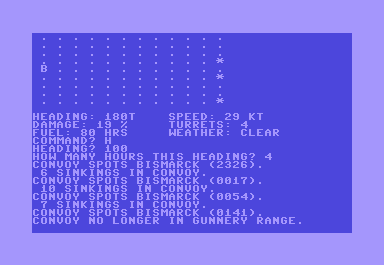 . . . . . . . . . . . .
. . . . . . . . . . . .
. . . . . . . . . . . *
B . . . . . . . . . . .
. . . . . . . . . . . *
. . . . . . . . . . . .
. . . . . . . . . . . .
. . . . . . . . . . . *
HEADING: 180T SPEED: 29 KT
DAMAGE: 19 % TURRETS: 4
FUEL: 80 HRS WEATHER: CLEAR
COMMAND? H
HEADING? 100
HOW MANY HOURS THIS HEADING? 4
CONVOY SPOTS BISMARCK (2326).
6 SINKINGS IN CONVOY.
CONVOY SPOTS BISMARCK (0017).
10 SINKINGS IN CONVOY.
CONVOY SPOTS BISMARCK (0054).
7 SINKINGS IN CONVOY.
CONVOY SPOTS BISMARCK (0141).
CONVOY NO LONGER IN GUNNERY RANGE.